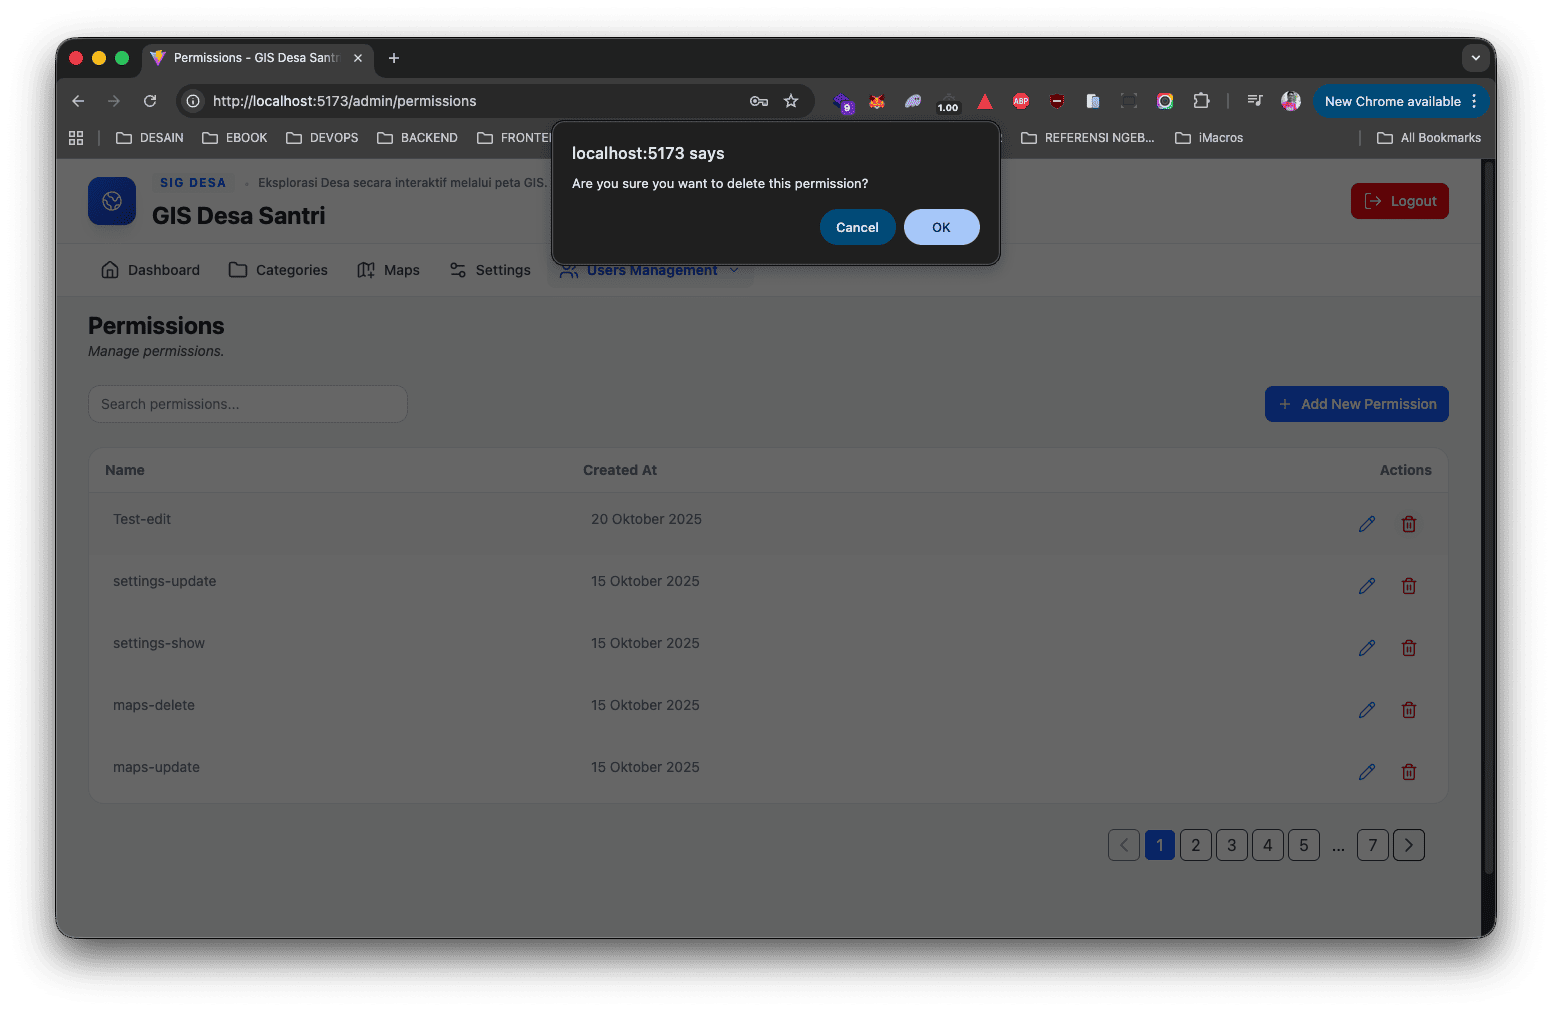 Permissions - GIS Desa Santri
http://localhost:5173/admin/permissions
9
1.00
ABP
New Chrome available
DESAIN
EBOOK
DEVOPS
BACKEND
REFERENSI NGEB...
iMacros
All Bookmarks
localhost:5173 says
Are you sure you want to delete this permission?
Cancel
OK
SIG DESA
Eksplorasi Desa secara interaktif melalui peta GIS.
GIS Desa Santri
Logout
Dashboard
Categories
Maps
Settings
Users Management
Permissions
Manage permissions.
Search permissions...
+ Add New Permission
Name
Created At
Actions
Test-edit
20 Oktober 2025
settings-update
15 Oktober 2025
settings-show
15 Oktober 2025
maps-delete
15 Oktober 2025
maps-update
15 Oktober 2025
1
2
3
4
5
...
7